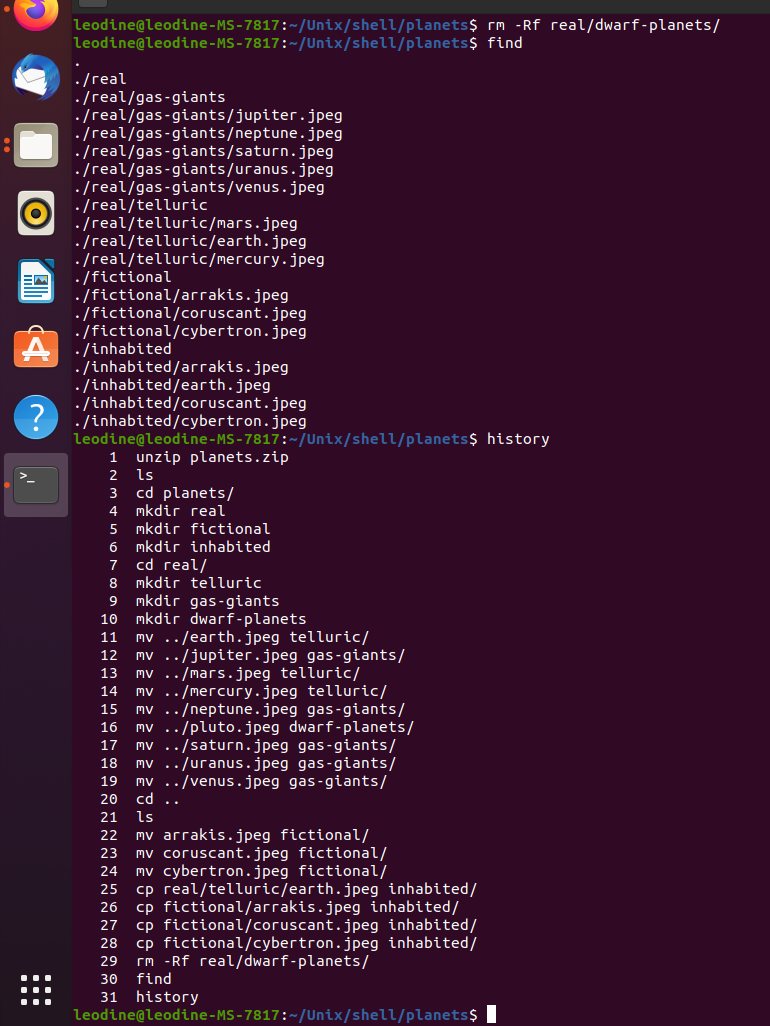 leodine@leodine-MS-7817:~/Unix/shell/planets$ rm -Rf real/dwarf-planets/
leodine@leodine-MS-7817:~/Unix/shell/planets$ find
.
./real
./real/gas-giants
./real/gas-giants/jupiter.jpeg
./real/gas-giants/neptune.jpeg
./real/gas-giants/saturn.jpeg
./real/gas-giants/uranus.jpeg
./real/gas-giants/venus.jpeg
./real/telluric
./real/telluric/mars.jpeg
./real/telluric/earth.jpeg
./real/telluric/mercury.jpeg
./fictional
./fictional/arrakis.jpeg
./fictional/coruscant.jpeg
./fictional/cybertron.jpeg
./inhabited
./inhabited/arrakis.jpeg
./inhabited/earth.jpeg
./inhabited/coruscant.jpeg
./inhabited/cybertron.jpeg
leodine@leodine-MS-7817:~/Unix/shell/planets$ history
1 unzip planets.zip
2 ls
3 cd planets/
4 mkdir real
5 mkdir fictional
6 mkdir inhabited
7 cd real/
8 mkdir telluric
9 mkdir gas-giants
10 mkdir dwarf-planets
11 mv ../earth.jpeg telluric/
12 mv ../jupiter.jpeg gas-giants/
13 mv ../mars.jpeg telluric/
14 mv ../mercury.jpeg telluric/
15 mv ../neptune.jpeg gas-giants/
16 mv ../pluto.jpeg dwarf-planets/
17 mv ../saturn.jpeg gas-giants/
18 mv ../uranus.jpeg gas-giants/
19 mv ../venus.jpeg gas-giants/
20 cd ..
21 ls
22 mv arrakis.jpeg fictional/
23 mv coruscant.jpeg fictional/
24 mv cybertron.jpeg fictional/
25 cp real/telluric/earth.jpeg inhabited/
26 cp fictional/arrakis.jpeg inhabited/
27 cp fictional/coruscant.jpeg inhabited/
28 cp fictional/cybertron.jpeg inhabited/
29 rm -Rf real/dwarf-planets/
30 find
31 history
leodine@leodine-MS-7817:~/Unix/shell/planets$